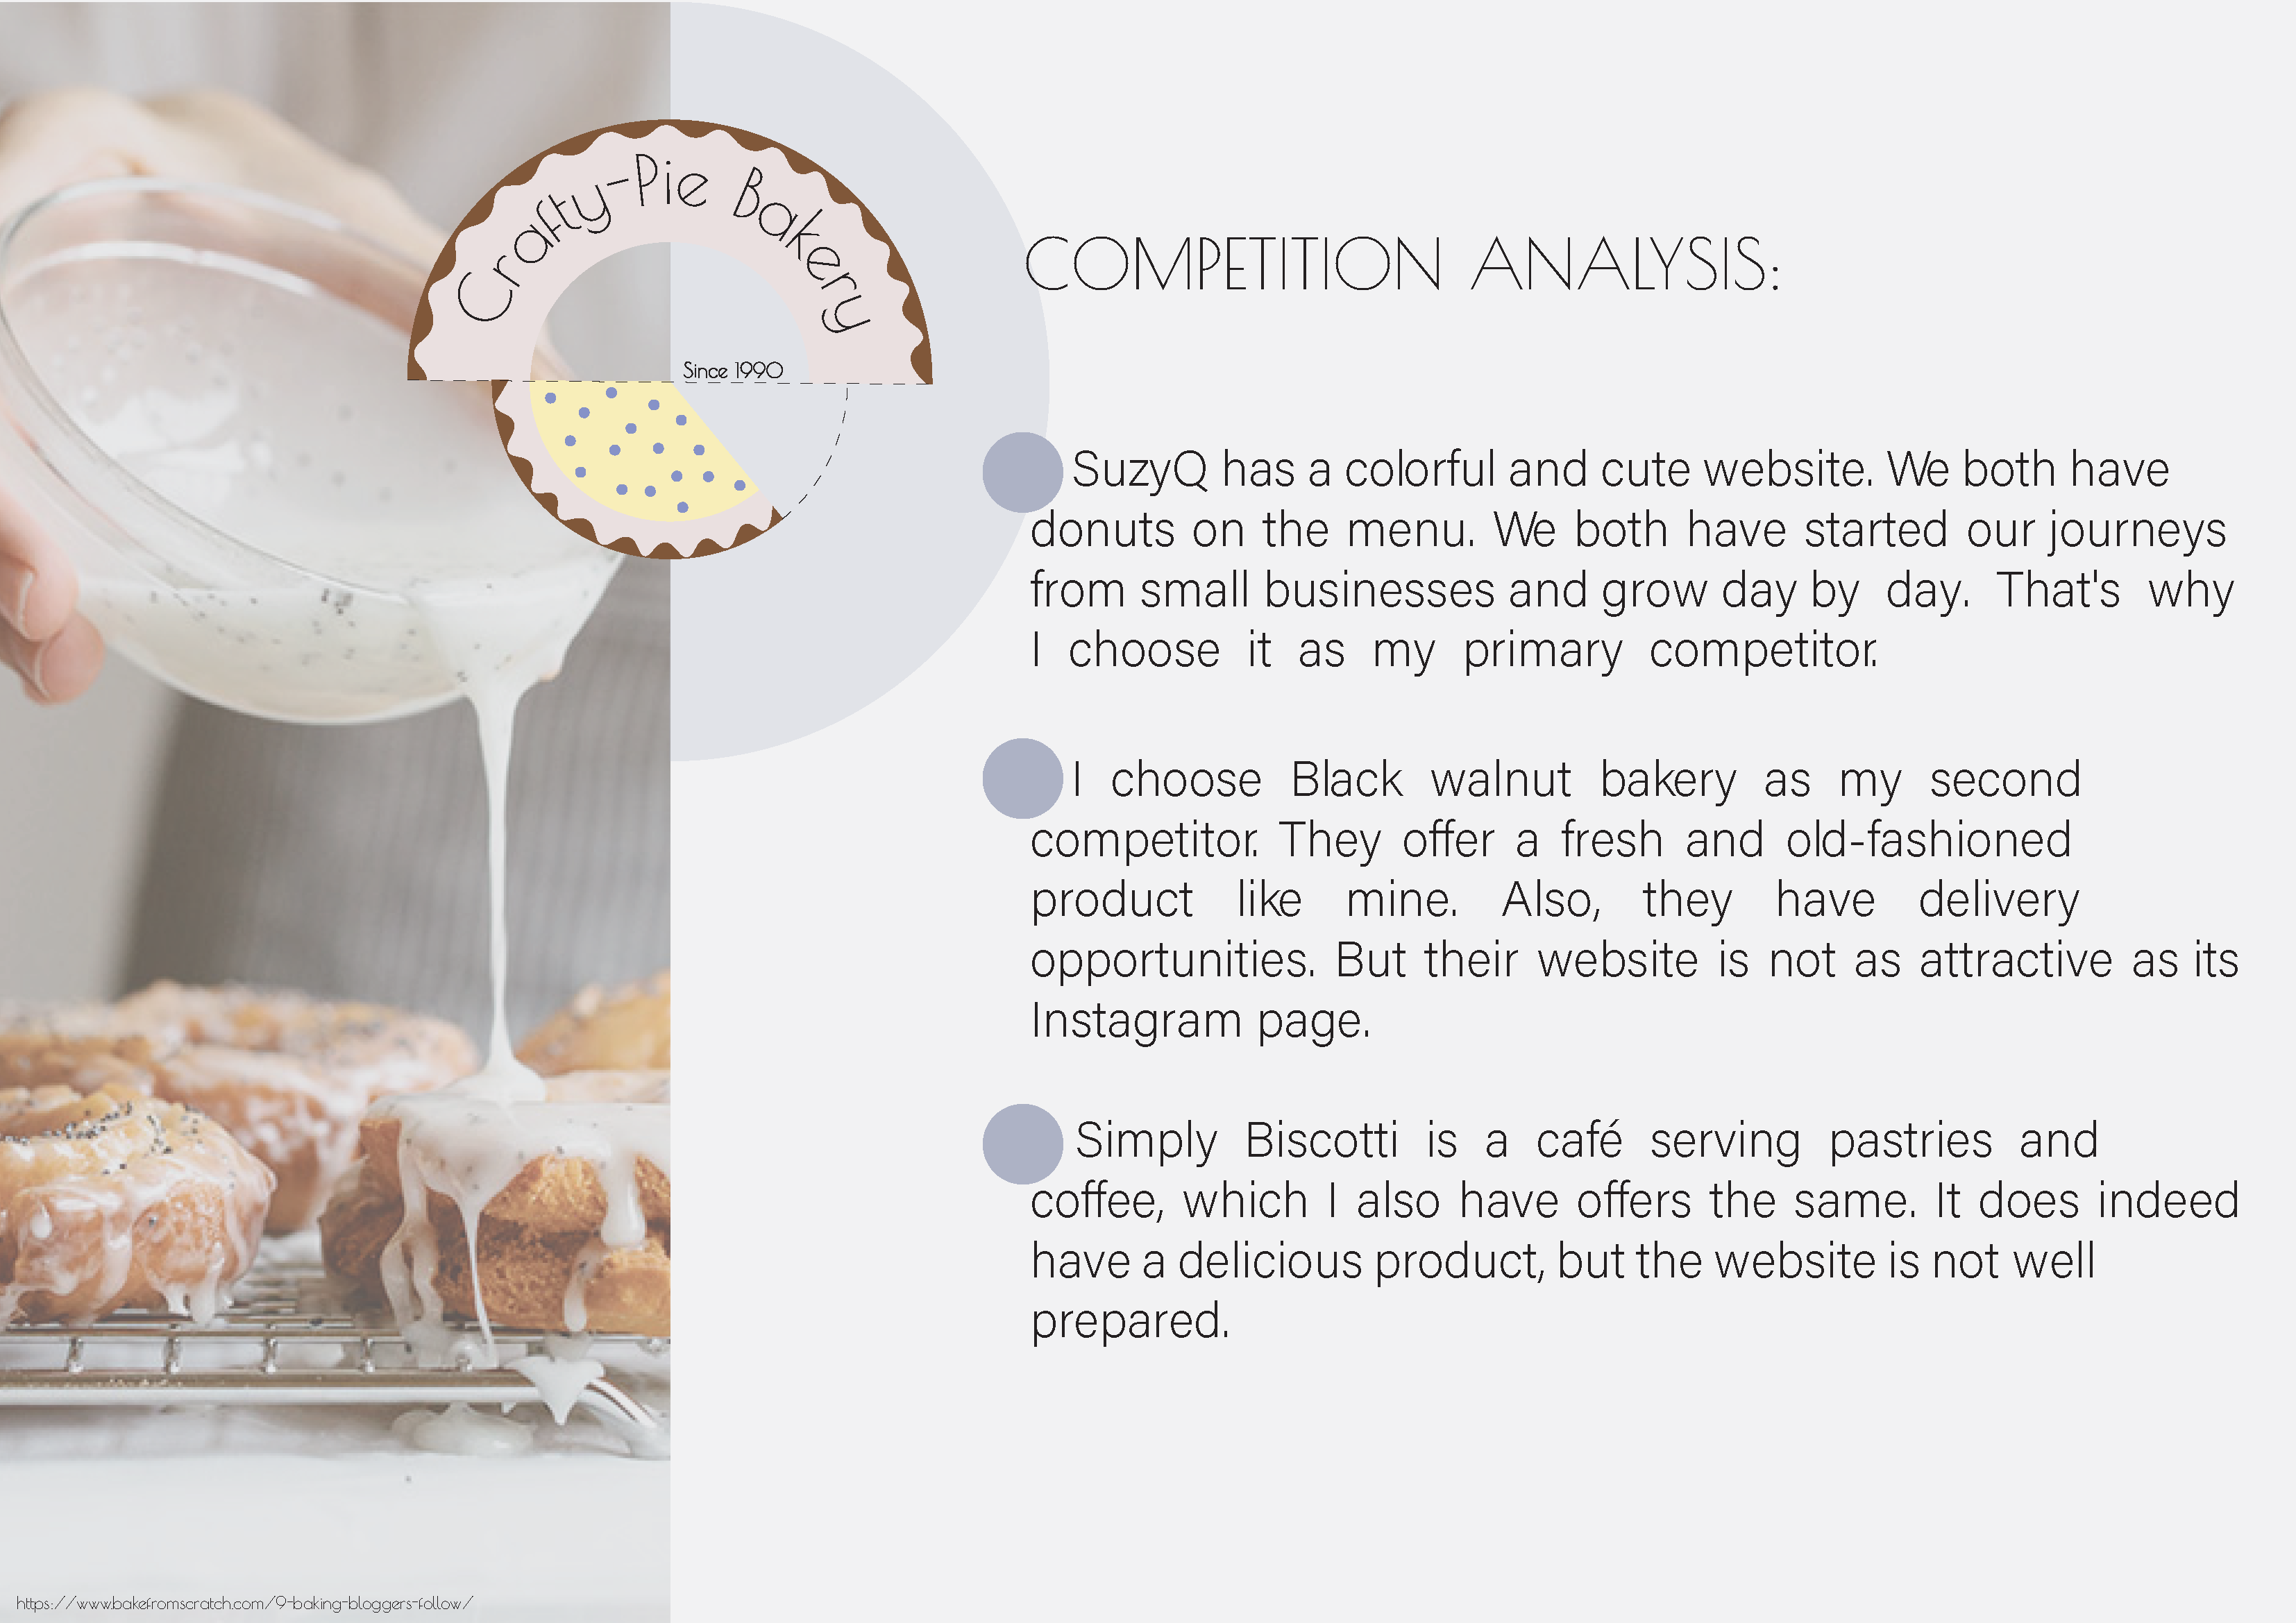 Crafty-Pie Bakery
Since 1990
COMPETITION ANALYSIS:
SuzyQ has a colorful and cute website. We both have
donuts on the menu. We both have started our journeys
from small businesses and grow day by day. That's why
I choose it as my primary competitor.
I choose Black walnut bakery as my second
competitor. They offer a fresh and old-fashioned
product like mine. Also, they have delivery
opportunities. But their website is not as attractive as its
Instagram page.
Simply Biscotti is a café serving pastries and
coffee, which I also have offers the same. It does indeed
have a delicious product, but the website is not well
prepared.
https://www.bakefromscratch.com/9-baking-bloggers-follow/